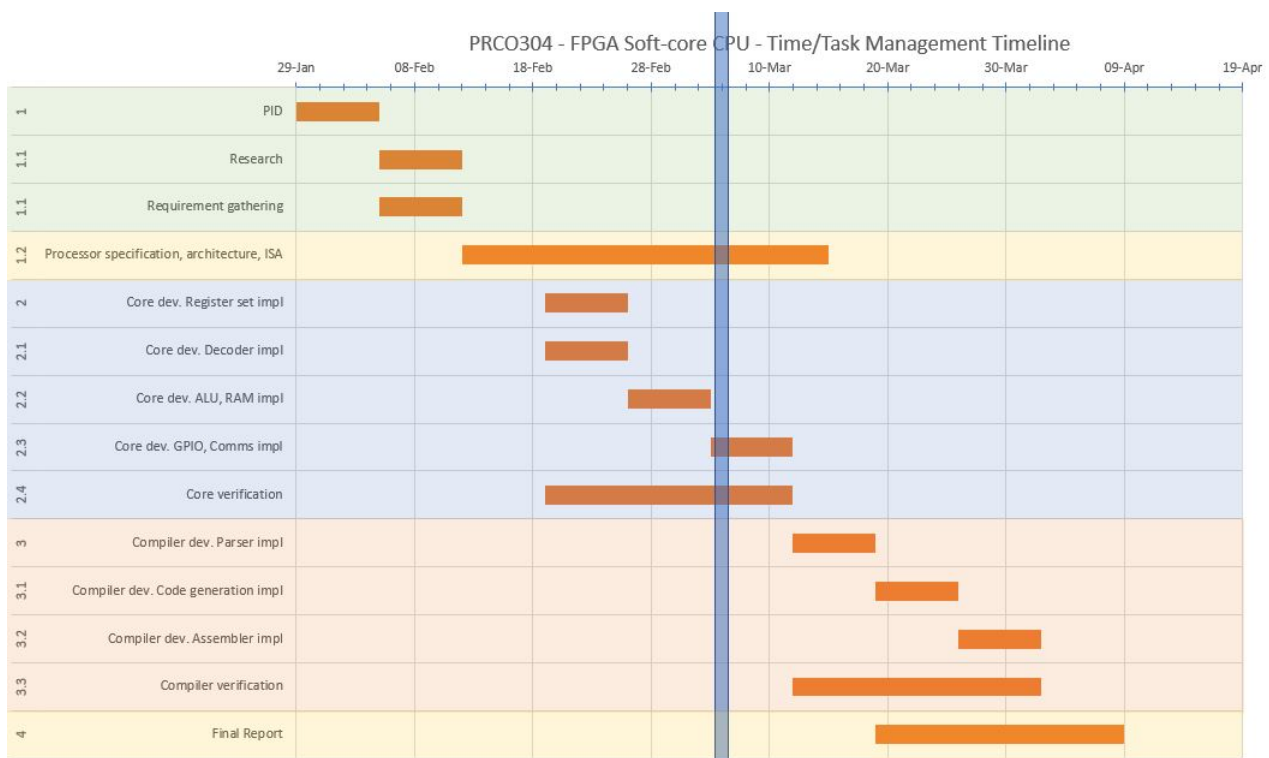 PRCO304 - FPGA Soft-core CPU - Time/Task Management Timeline
29-Jan 08-Feb 18-Feb 28-Feb 10-Mar 20-Mar 30-Mar 09-Apr 19-Apr
1 PID
1.1 Research
1.1 Requirement gathering
1.2 Processor specification, architecture, ISA
2 Core dev. Register set impl
2.1 Core dev. Decoder impl
2.2 Core dev. ALU, RAM impl
2.3 Core dev. GPIO, Comms impl
2.4 Core verification
3 Compiler dev. Parser impl
3.1 Compiler dev. Code generation impl
3.2 Compiler dev. Assembler impl
3.3 Compiler verification
4 Final Report